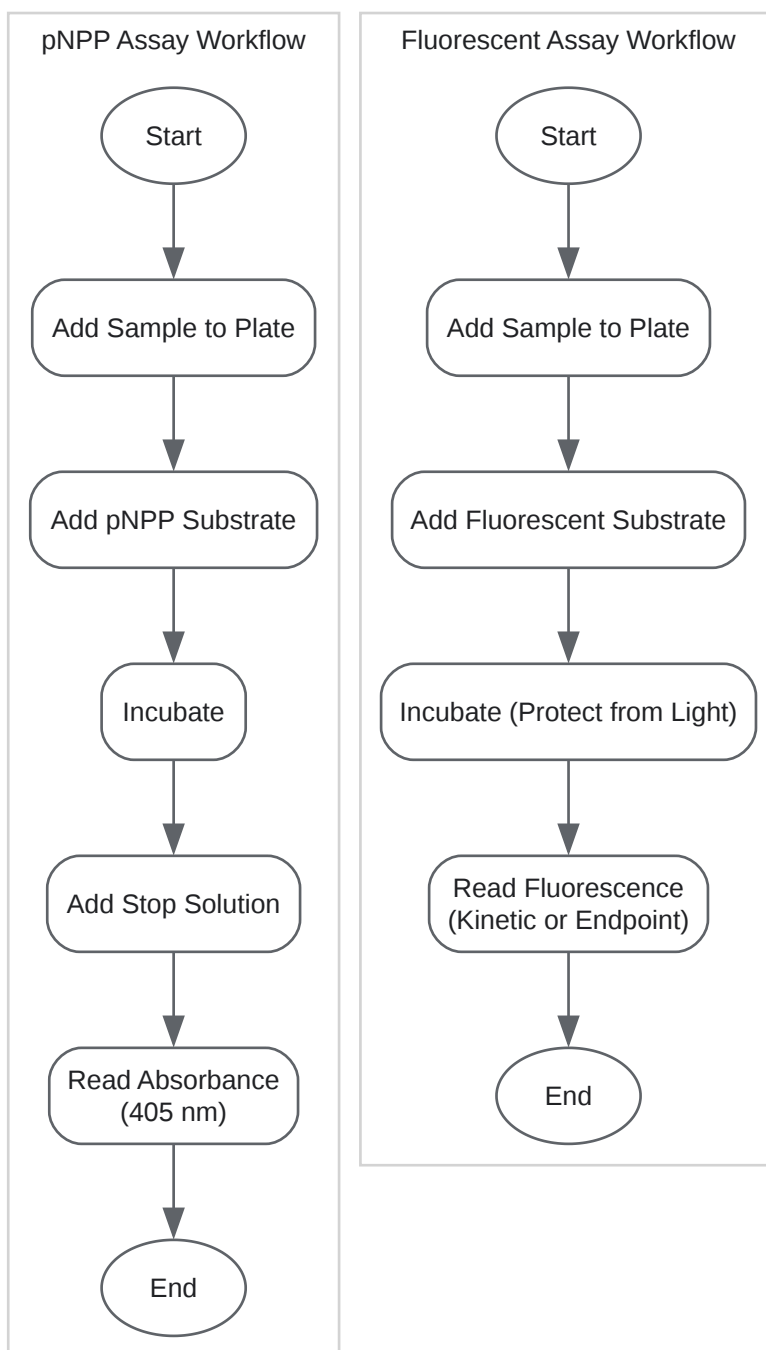 pNPP Assay Workflow
Start
Add Sample to Plate
Add pNPP Substrate
Incubate
Add Stop Solution
Read Absorbance
(405 nm)
End
Fluorescent Assay Workflow
Start
Add Sample to Plate
Add Fluorescent Substrate
Incubate (Protect from Light)
Read Fluorescence
(Kinetic or Endpoint)
End